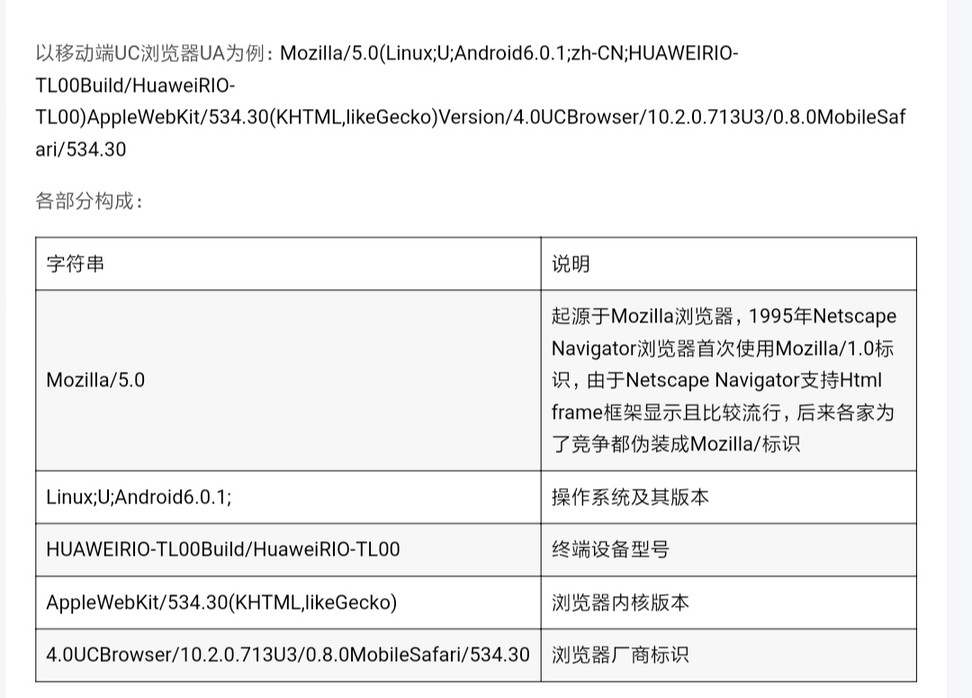 以移动端UC浏览器UA为例：Mozilla/5.0(Linux;U;Android6.0.1;zh-CN;HUAWEIRIO-
TL00Build/HuaweiRIO-
TL00)AppleWebKit/534.30(KHTML,likeGecko)Version/4.0UCBrowser/10.2.0.713U3/0.8.0MobileSaf
ari/534.30
各部分构成：
字符串
说明
Mozilla/5.0
起源于Mozilla浏览器，1995年Netscape
Navigator浏览器首次使用Mozilla/1.0标
识，由于Netscape Navigator支持Html
frame框架显示且比较流行，后来各家为
了竞争都伪装成Mozilla/标识
Linux;U;Android6.0.1;
操作系统及其版本
HUAWEIRIO-TL00Build/HuaweiRIO-TL00
终端设备型号
AppleWebKit/534.30(KHTML,likeGecko)
浏览器内核版本
4.0UCBrowser/10.2.0.713U3/0.8.0MobileSafari/534.30
浏览器厂商标识